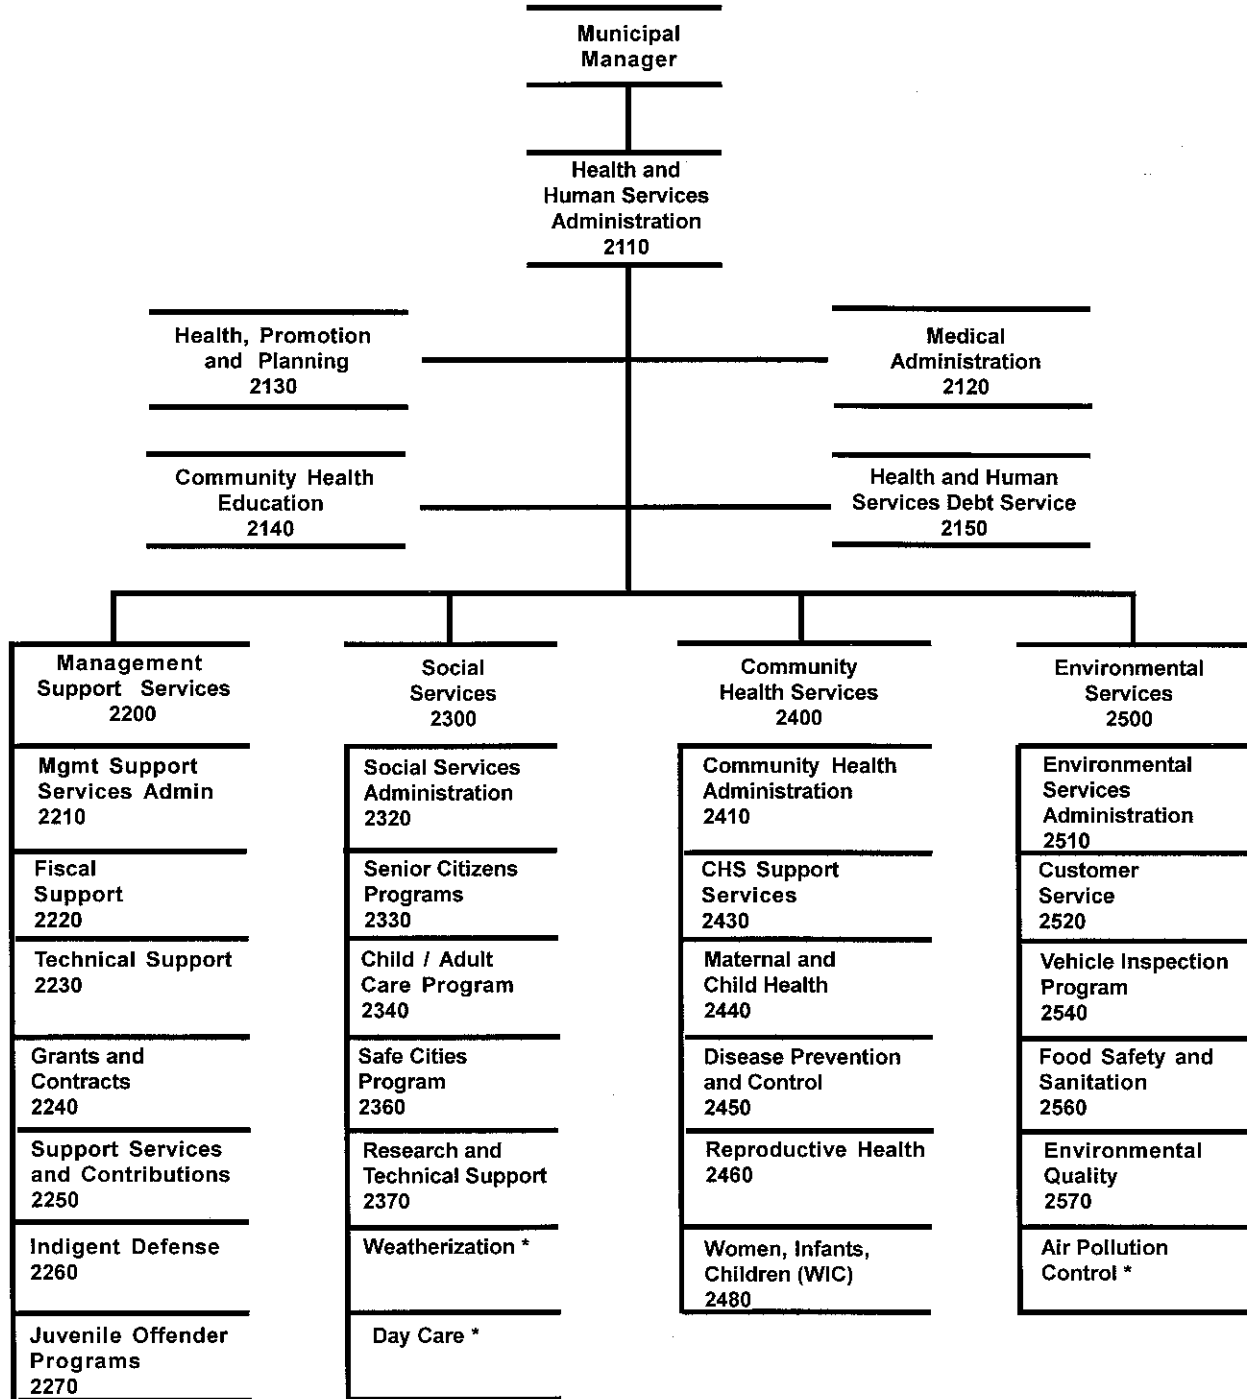 Municipal
Manager
Health and
Human Services
Administration
2110
Health, Promotion
and Planning
2130
Medical
Administration
2120
Community Health
Education
2140
Health and Human
Services Debt Service
2150
Management
Support Services
2200
Mgmt Support
Services Admin
2210
Fiscal
Support
2220
Technical Support
2230
Grants and
Contracts
2240
Support Services
and Contributions
2250
Indigent Defense
2260
Juvenile Offender
Programs
2270
Social
Services
2300
Social Services
Administration
2320
Senior Citizens
Programs
2330
Child / Adult
Care Program
2340
Safe Cities
Program
2360
Research and
Technical Support
2370
Weatherization *
Day Care *
Community
Health Services
2400
Community Health
Administration
2410
CHS Support
Services
2430
Maternal and
Child Health
2440
Disease Prevention
and Control
2450
Reproductive Health
2460
Women, Infants,
Children (WIC)
2480
Environmental
Services
2500
Environmental
Services
Administration
2510
Customer
Service
2520
Vehicle Inspection
Program
2540
Food Safety and
Sanitation
2560
Environmental
Quality
2570
Air Pollution
Control *